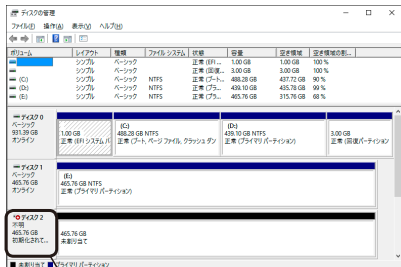 ディスクの管理
ファイル(F) 操作(A) 表示(V) ヘルプ(H)
ボリューム レイアウト 種類 ファイル システム 状態 容量 空き領域 空き領域の割...
シンプル ベーシック 正常 (EFI ... 1.00 GB 1.00 GB 100 %
シンプル ベーシック 正常 (回復... 3.00 GB 3.00 GB 100 %
(C:) シンプル ベーシック NTFS 正常 (ブート... 488.28 GB 437.72 GB 90 %
(D:) シンプル ベーシック NTFS 正常 (プラ... 439.10 GB 435.78 GB 99 %
(E:) シンプル ベーシック NTFS 正常 (プラ... 465.76 GB 315.76 GB 68 %
ディスク 0
ベーシック
931.39 GB
オンライン
1.00 GB
正常 (EFI システム パ
(C:)
488.28 GB NTFS
正常 (ブート, ページ ファイル, クラッシュ ダン
(D:)
439.10 GB NTFS
正常 (プライマリ パーティション)
3.00 GB
正常 (回復パーティション
ディスク 1
ベーシック
465.76 GB
オンライン
(E:)
465.76 GB NTFS
正常 (プライマリ パーティション)
ディスク 2
不明
465.76 GB
初期化されて...
465.76 GB
未割り当て
未割り当て プライマリ パーティション